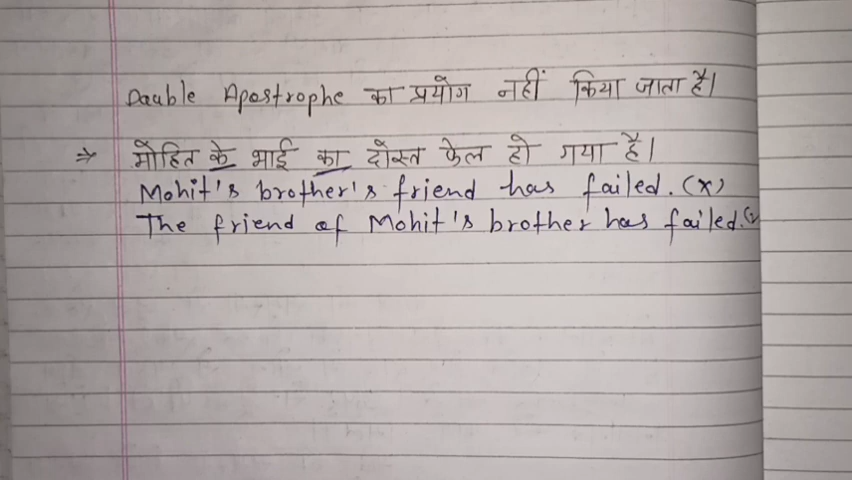 Double Apostrophe का प्रयोग नहीं किया जाता है।
⇒ मोहित के भाई का दोस्त फेल हो गया है।
Mohit's brother's friend has failed. (x)
The friend of Mohit's brother has failed.